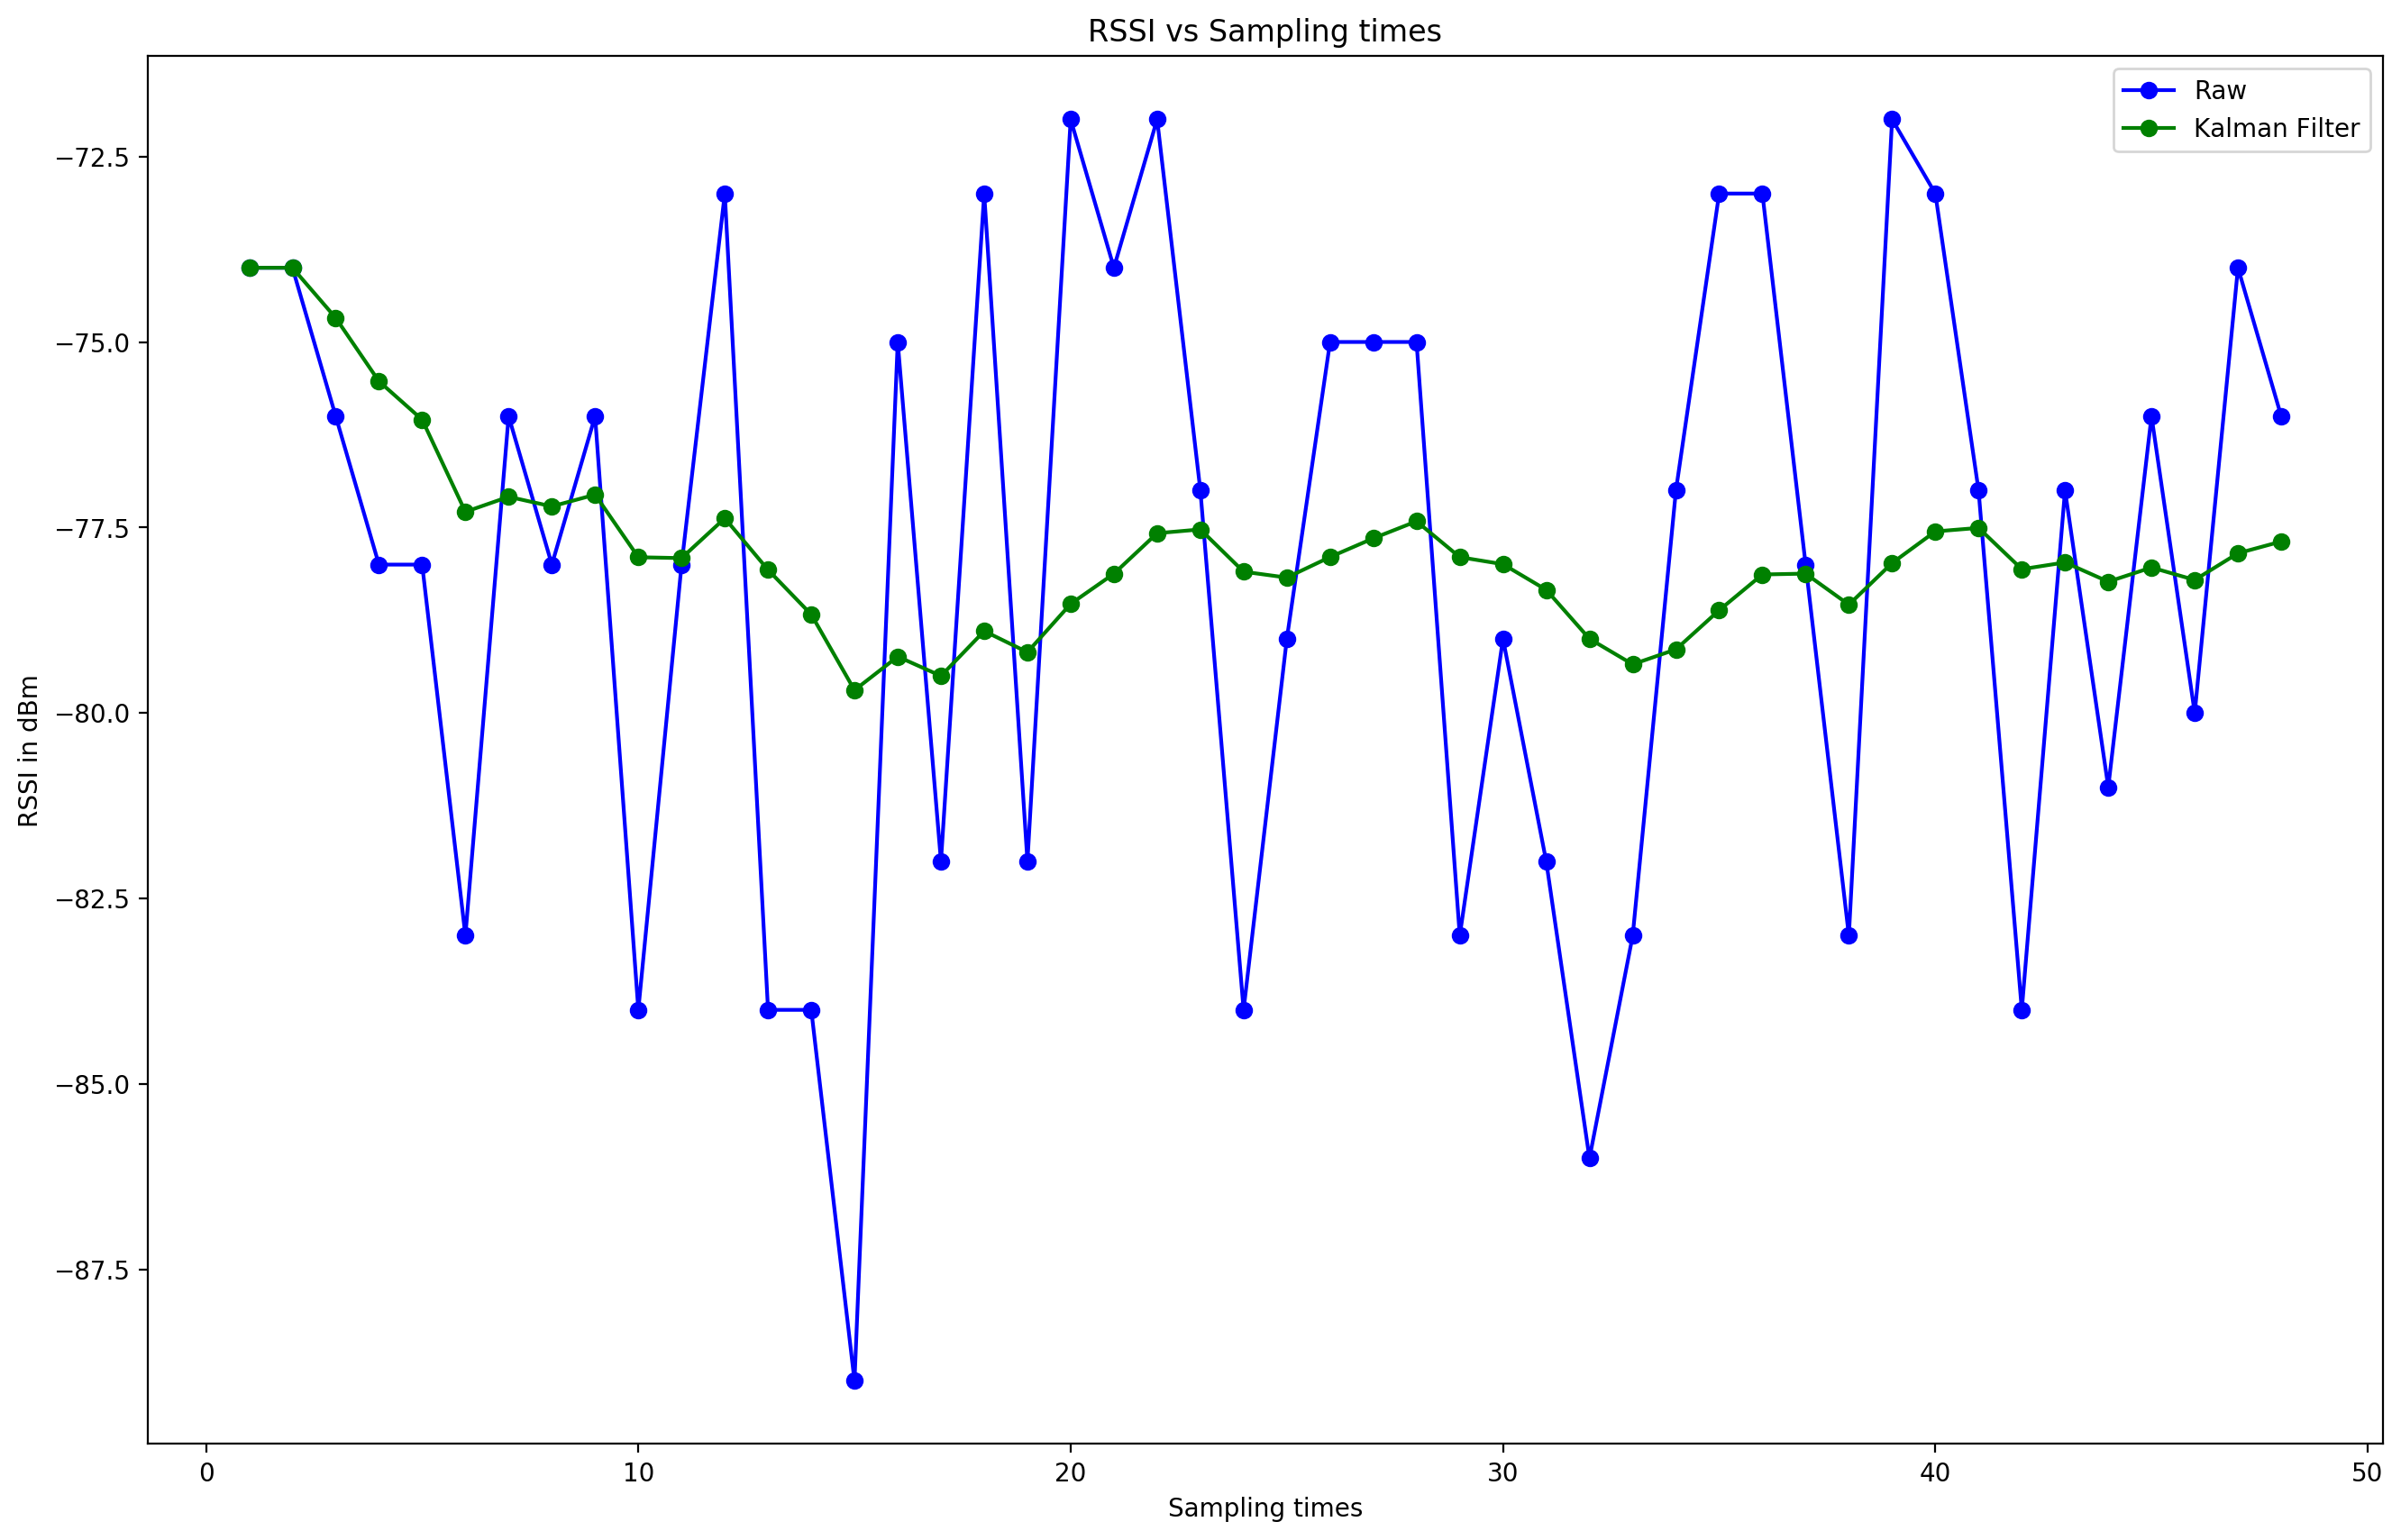 RSSI vs Sampling times
Raw
Kalman Filter
−72.5
−75.0
−77.5
−80.0
−82.5
−85.0
−87.5
RSSI in dBm
0 10 20 30 40 50
Sampling times